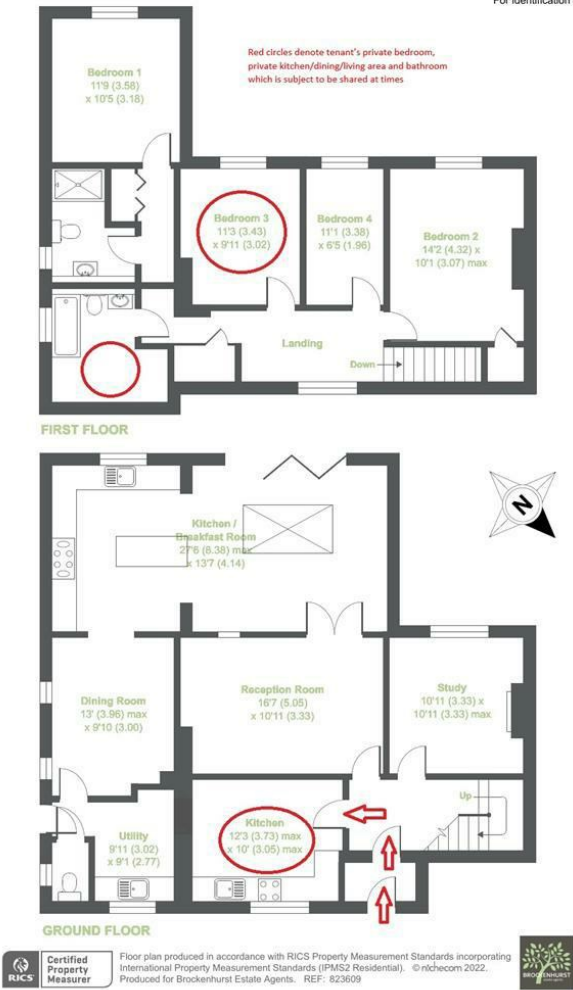 For identification
Red circles denote tenant's private bedroom,
private kitchen/dining/living area and bathroom
which is subject to be shared at times
Bedroom 1
11'9 (3.58)
x 10'5 (3.18)
Bedroom 3
11'3 (3.43)
x 9'11 (3.02)
Bedroom 4
11'1 (3.38)
x 6'5 (1.96)
Bedroom 2
14'2 (4.32) x
10'1 (3.07) max
Landing
Down
FIRST FLOOR
N
Kitchen /
Breakfast Room
27'6 (8.38) max
x 13'7 (4.14)
Dining Room
13' (3.96) max
x 9'10 (3.00)
Reception Room
16'7 (5.05)
x 10'11 (3.33)
Study
10'11 (3.33) x
10'11 (3.33) max
Up
Kitchen
12'3 (3.73) max
x 10' (3.05) max
Utility
9'11 (3.02)
x 9'1 (2.77)
GROUND FLOOR
RICS
Certified
Property
Measurer
Floor plan produced in accordance with RICS Property Measurement Standards incorporating
International Property Measurement Standards (IPMS2 Residential). © nichecom 2022.
Produced for Brockenhurst Estate Agents. REF: 823609
BROCKENHURST